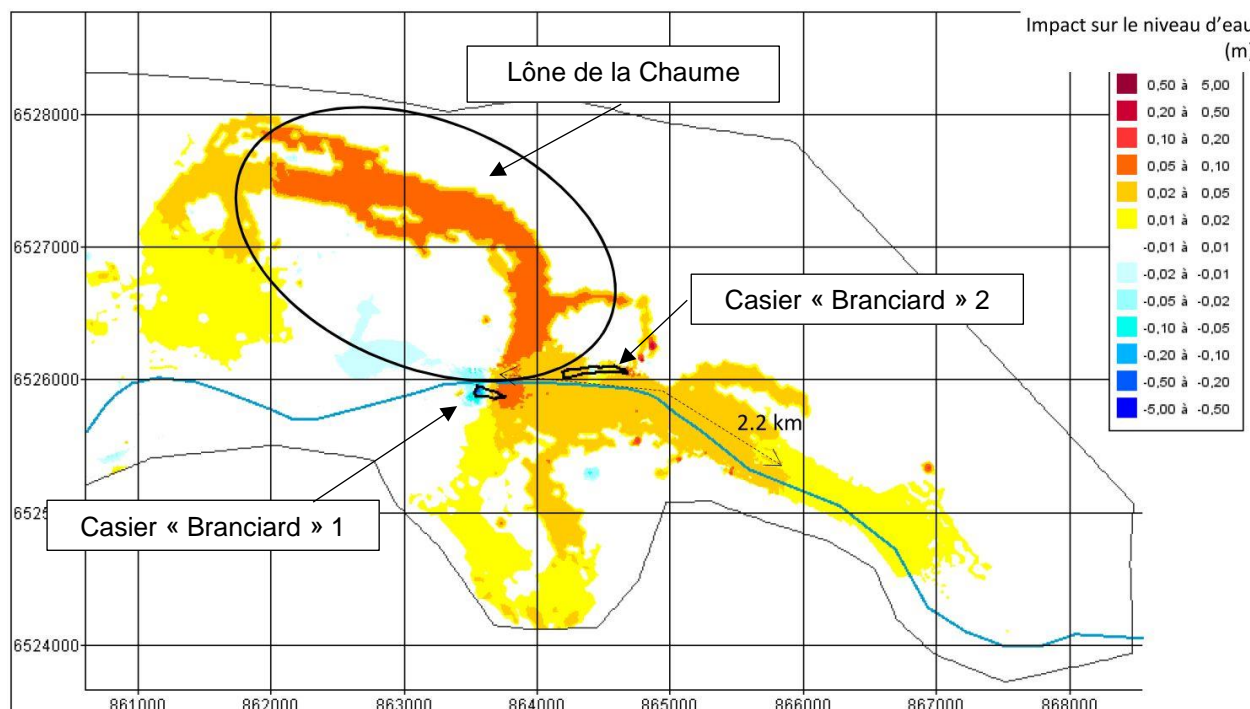 Impact sur le niveau d'eau
(m)
0,50 à 5,00
0,20 à 0,50
0,10 à 0,20
0,05 à 0,10
0,02 à 0,05
0,01 à 0,02
-0,01 à 0,01
-0,02 à -0,01
-0,05 à -0,02
-0,10 à -0,05
-0,20 à -0,10
-0,50 à -0,20
-5,00 à -0,50
Lône de la Chaume
6528000
6527000
Casier « Branciard » 2
6526000
2.2 km
Casier « Branciard » 1
6525000
6524000
861000 862000 863000 864000 865000 866000 867000 868000